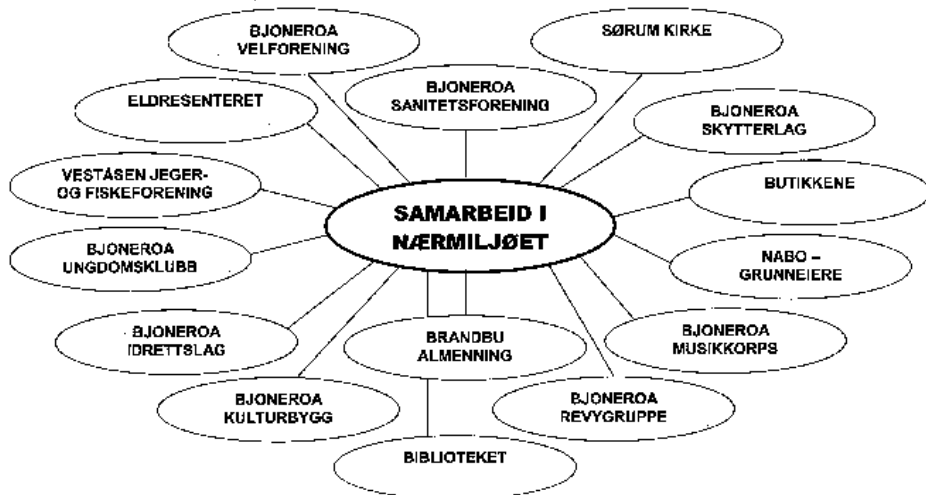 BJONEROA
VELFORENING
SØRUM KIRKE
ELDRESENTERET
BJONEROA
SANITETSFORENING
BJONEROA
SKYTTERLAG
VESTÅSEN JEGER-
OG FISKEFORENING
SAMARBEID I
NÆRMILJØET
BUTIKKENE
BJONEROA
UNGDOMSKLUBB
NABO –
GRUNNEIERE
BJONEROA
IDRETTSLAG
BRANDBU
ALMENNING
BJONEROA
MUSIKKORPS
BJONEROA
KULTURBYGG
BJONEROA
REVYGRUPPE
BIBLIOTEKET